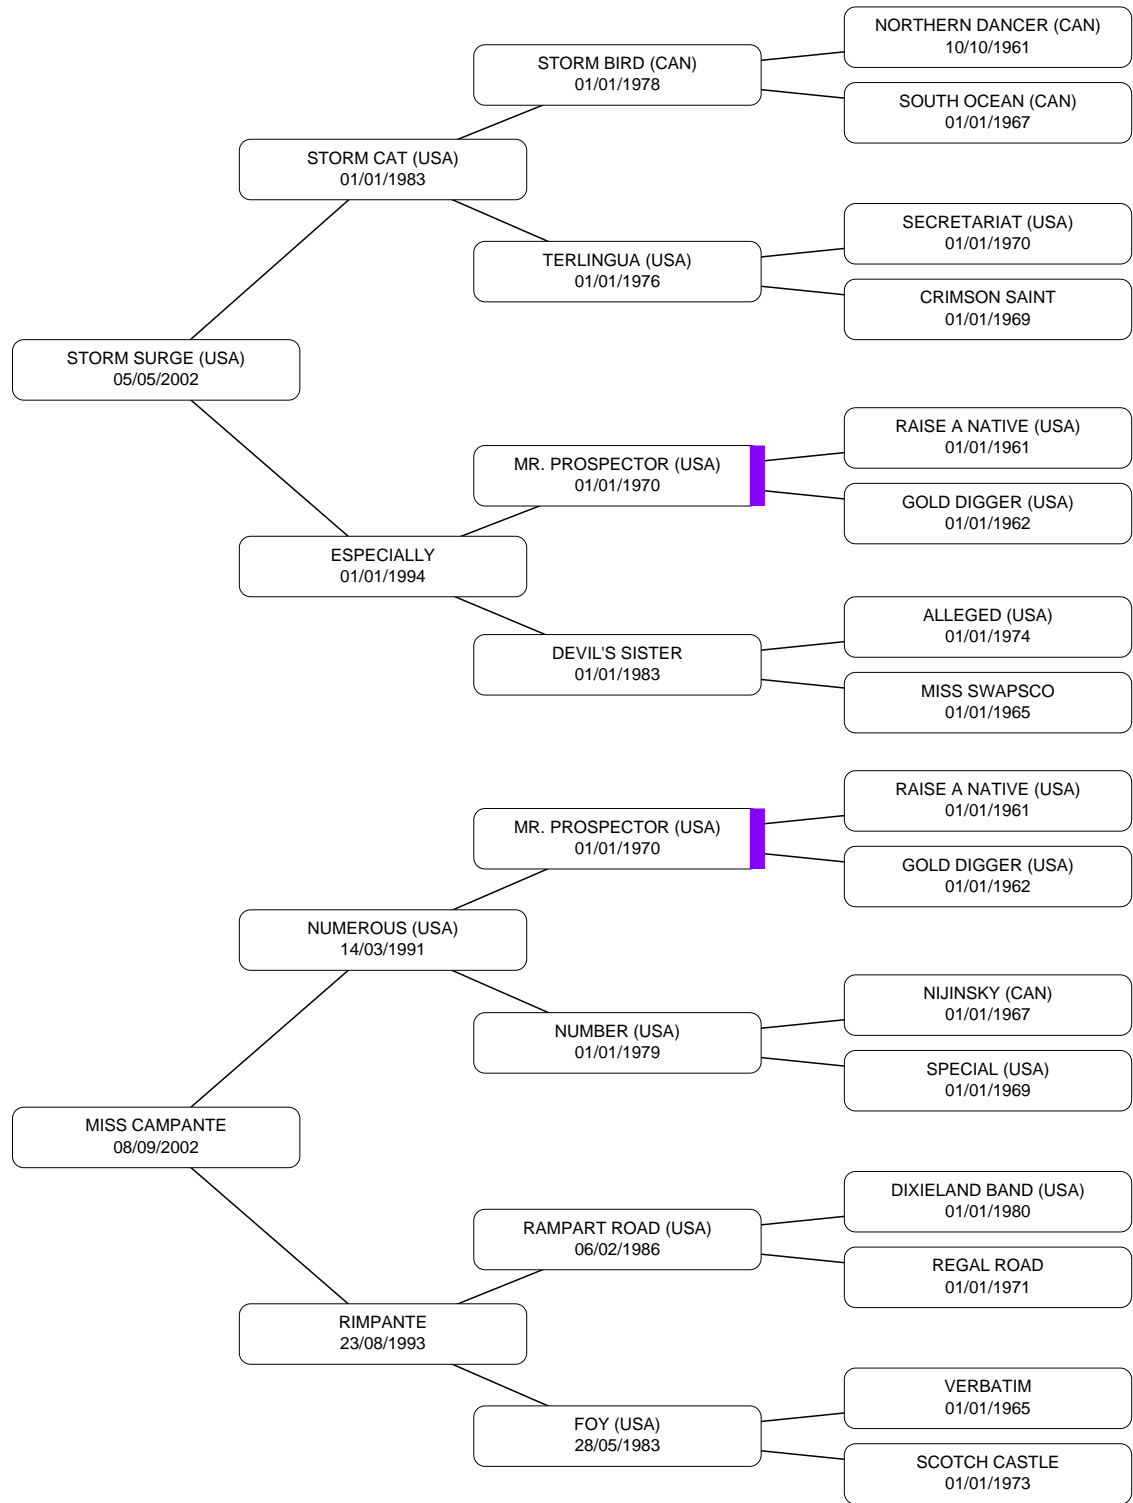 NORTHERN DANCER (CAN)
10/10/1961
STORM BIRD (CAN)
01/01/1978
SOUTH OCEAN (CAN)
01/01/1967
STORM CAT (USA)
01/01/1983
SECRETARIAT (USA)
01/01/1970
TERLINGUA (USA)
01/01/1976
CRIMSON SAINT
01/01/1969
STORM SURGE (USA)
05/05/2002
RAISE A NATIVE (USA)
01/01/1961
MR. PROSPECTOR (USA)
01/01/1970
GOLD DIGGER (USA)
01/01/1962
ESPECIALLY
01/01/1994
ALLEGED (USA)
01/01/1974
DEVIL'S SISTER
01/01/1983
MISS SWAPSCO
01/01/1965
RAISE A NATIVE (USA)
01/01/1961
MR. PROSPECTOR (USA)
01/01/1970
GOLD DIGGER (USA)
01/01/1962
NUMEROUS (USA)
14/03/1991
NIJINSKY (CAN)
01/01/1967
NUMBER (USA)
01/01/1979
SPECIAL (USA)
01/01/1969
MISS CAMPANTE
08/09/2002
DIXIELAND BAND (USA)
01/01/1980
RAMPART ROAD (USA)
06/02/1986
REGAL ROAD
01/01/1971
RIMPANTE
23/08/1993
VERBATIM
01/01/1965
FOY (USA)
28/05/1983
SCOTCH CASTLE
01/01/1973